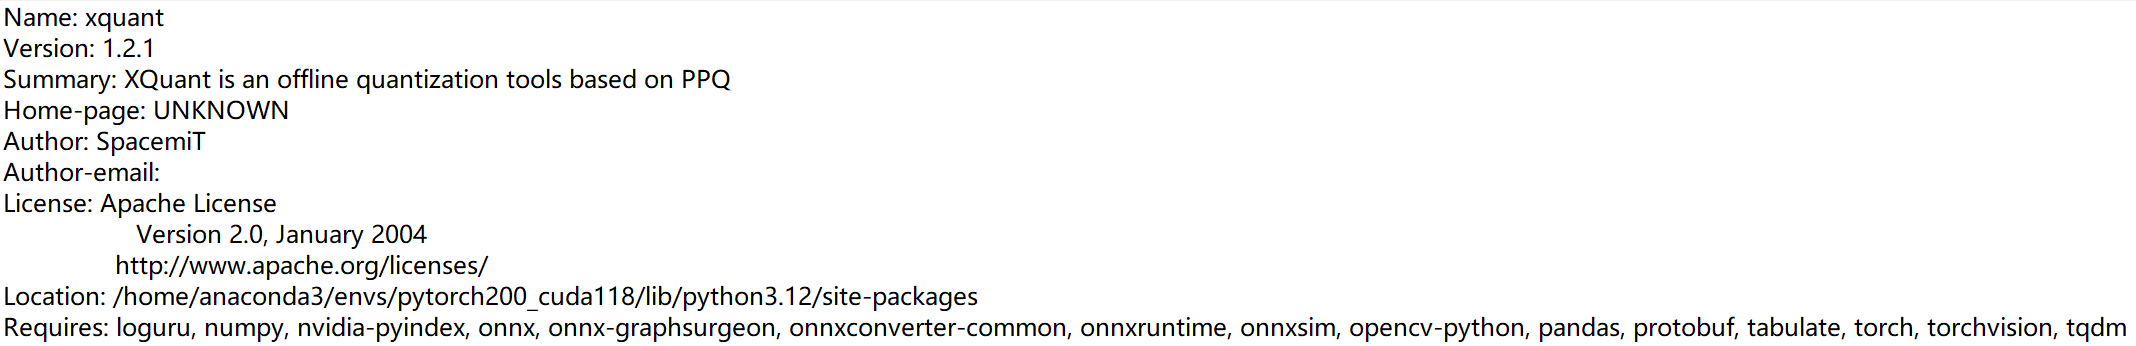 Name: xquant
Version: 1.2.1
Summary: XQuant is an offline quantization tools based on PPQ
Home-page: UNKNOWN
Author: SpacemiT
Author-email:
License: Apache License
Version 2.0, January 2004
http://www.apache.org/licenses/
Location: /home/anaconda3/envs/pytorch200_cuda118/lib/python3.12/site-packages
Requires: loguru, numpy, nvidia-pyindex, onnx, onnx-graphsurgeon, onnxconverter-common, onnxruntime, onnxsim, opencv-python, pandas, protobuf, tabulate, torch, torchvision, tqdm